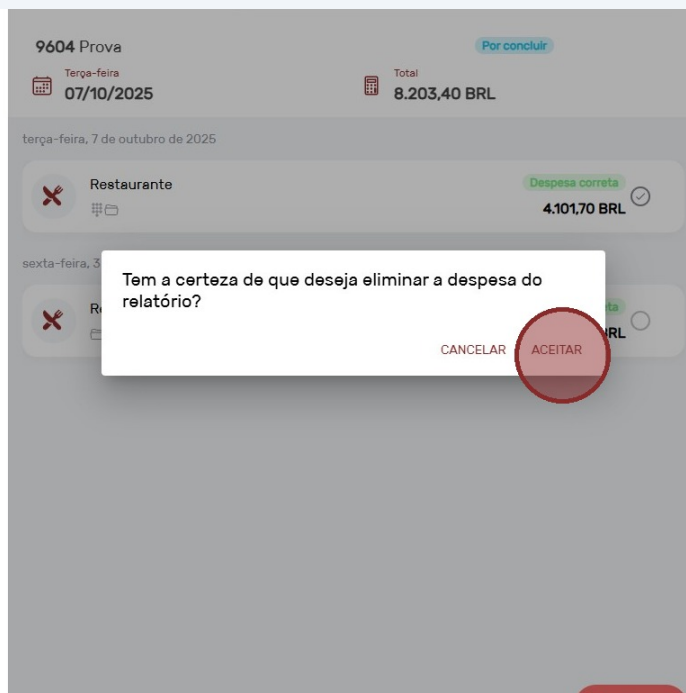 9604 Prova
Por concluir
Terça-feira
07/10/2025
Total
8.203,40 BRL
terça-feira, 7 de outubro de 2025
Restaurante
Despesa correta
4.101,70 BRL
sexta-feira, 3
Tem a certeza de que deseja eliminar a despesa do
relatório?
CANCELAR ACEITAR